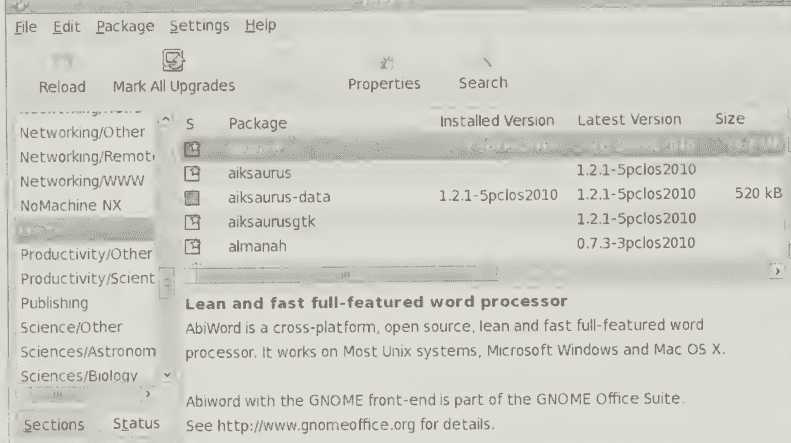 File Edit Package Settings Help
Reload Mark All Upgrades Properties Search
S Package Installed Version Latest Version Size
Networking/Other
Networking/Remot
Networking/WWW
NoMachine NX
Productivity/Other
Productivity/Scient
Publishing
Science/Other
Sciences/Astronom
Sciences/Biology
Sections Status
aiksaurus 1.2.1-5pclos2010
aiksaurus-data 1.2.1-5pclos2010 1.2.1-5pclos2010 520 kB
aiksaurusgtk 1.2.1-5pclos2010
almanah 0.7.3-3pclos2010
Lean and fast full-featured word processor
AbiWord is a cross-platform, open source, lean and fast full-featured word
processor. It works on Most Unix systems, Microsoft Windows and Mac OS X.
Abiword with the GNOME front-end is part of the GNOME Office Suite.
See http://www.gnomeoffice.org for details.